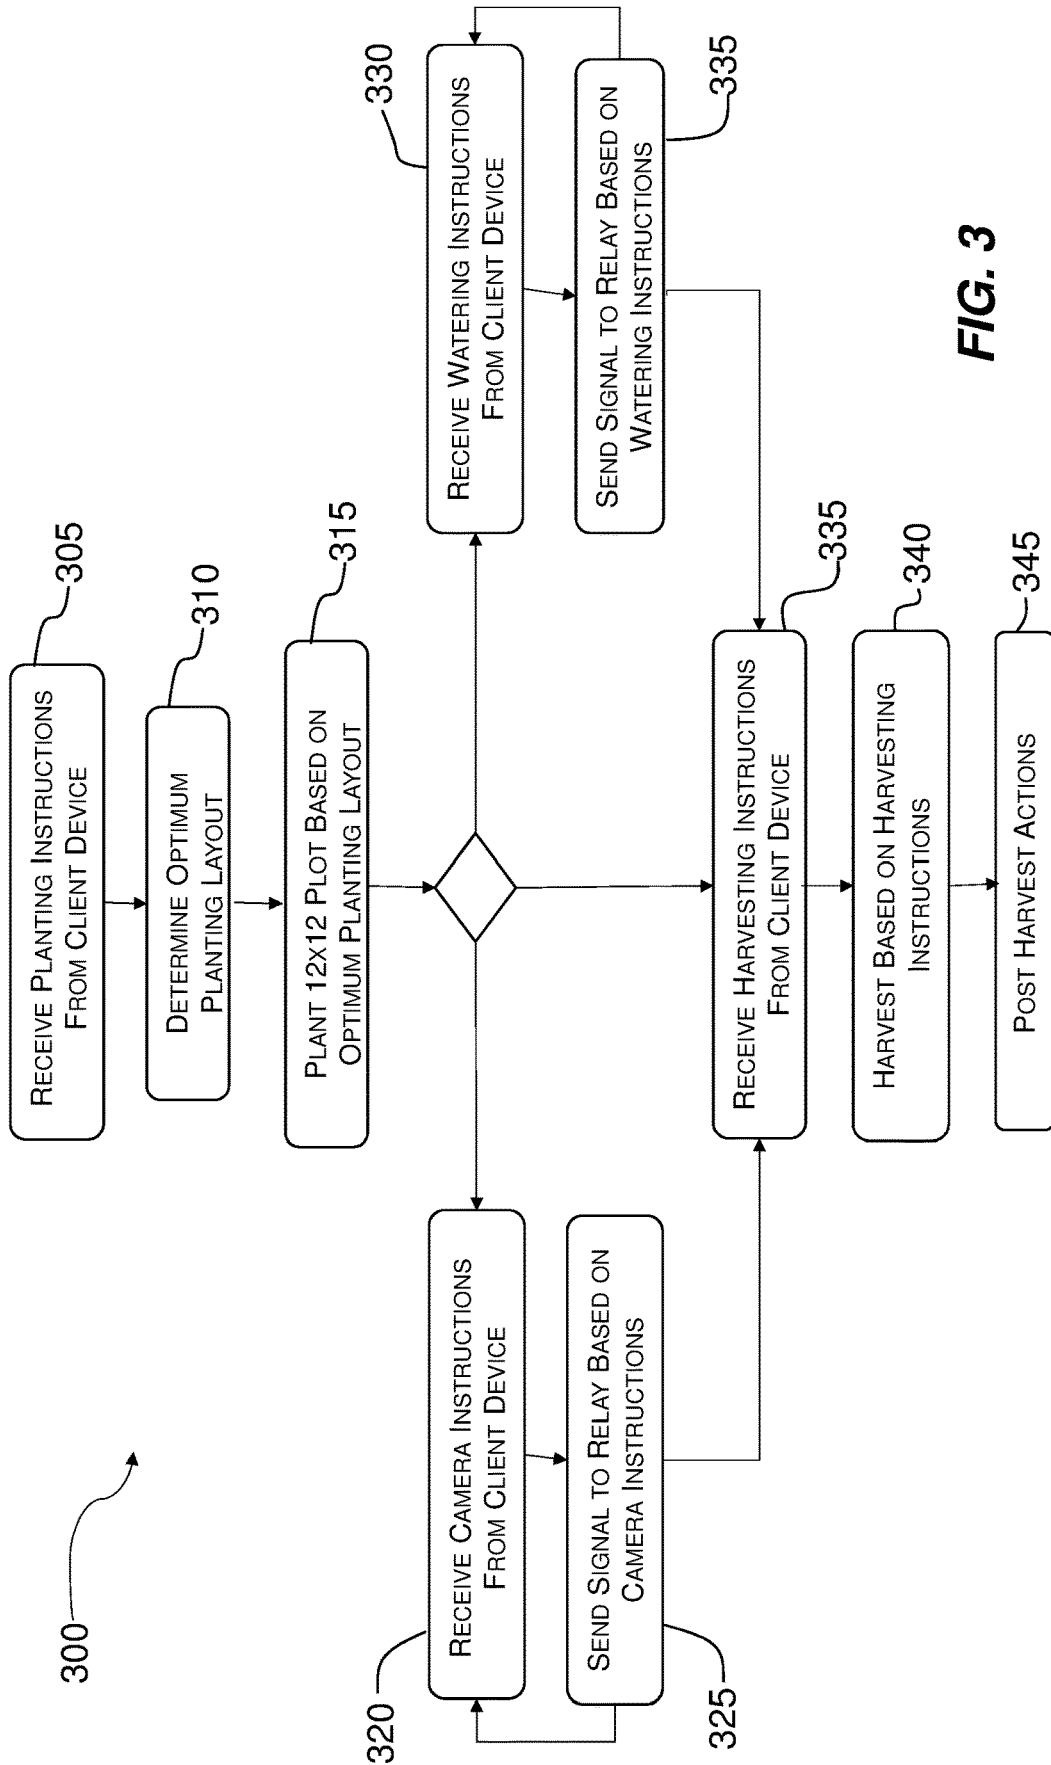 300
RECEIVE PLANTING INSTRUCTIONS
FROM CLIENT DEVICE
305
DETERMINE OPTIMUM
PLANTING LAYOUT
310
PLANT 12X12 PLOT BASED ON
OPTIMUM PLANTING LAYOUT
315
320
RECEIVE CAMERA INSTRUCTIONS
FROM CLIENT DEVICE
RECEIVE WATERING INSTRUCTIONS
FROM CLIENT DEVICE
330
SEND SIGNAL TO RELAY BASED ON
CAMERA INSTRUCTIONS
325
SEND SIGNAL TO RELAY BASED ON
WATERING INSTRUCTIONS
335
RECEIVE HARVESTING INSTRUCTIONS
FROM CLIENT DEVICE
335
HARVEST BASED ON HARVESTING
INSTRUCTIONS
340
POST HARVEST ACTIONS
345
FIG. 3